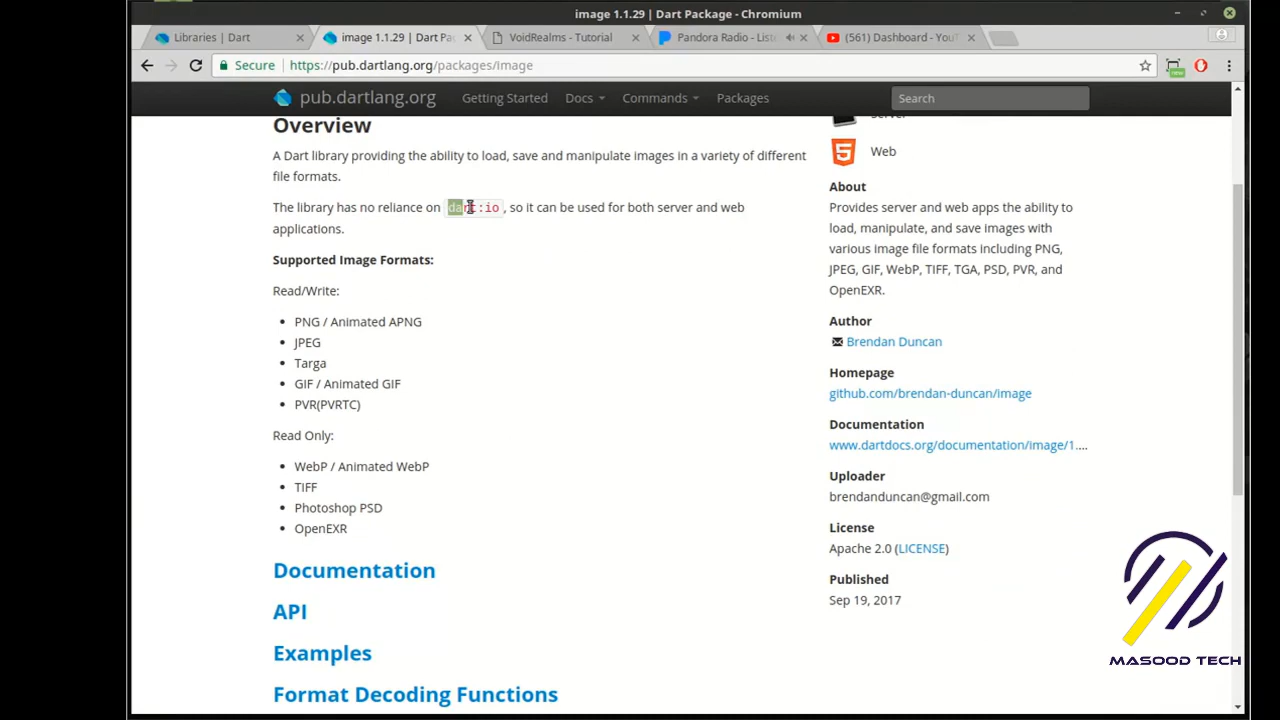 image 1.1.29 | Dart Package - Chromium
Libraries | Dart
image 1.1.29 | Dart Pac
VoidRealms - Tutorial
Pandora Radio - List
(561) Dashboard - You
Secure https://pub.dartlang.org/packages/image
new
pub.dartlang.org Getting Started Docs Commands Packages Search
Overview
A Dart library providing the ability to load, save and manipulate images in a variety of different
file formats.
The library has no reliance on dart:io, so it can be used for both server and web
applications.
Supported Image Formats:
Read/Write:
• PNG / Animated APNG
• JPEG
• Targa
• GIF / Animated GIF
• PVR(PVRTC)
Read Only:
• WebP / Animated WebP
• TIFF
• Photoshop PSD
• OpenEXR
Documentation
API
Examples
Format Decoding Functions
Server
Web
About
Provides server and web apps the ability to
load, manipulate, and save images with
various image file formats including PNG,
JPEG, GIF, WebP, TIFF, TGA, PSD, PVR, and
OpenEXR.
Author
Brendan Duncan
Homepage
github.com/brendan-duncan/image
Documentation
www.dartdocs.org/documentation/image/1....
Uploader
brendanduncan@gmail.com
License
Apache 2.0 (LICENSE)
Published
Sep 19, 2017
MASOOD TECH